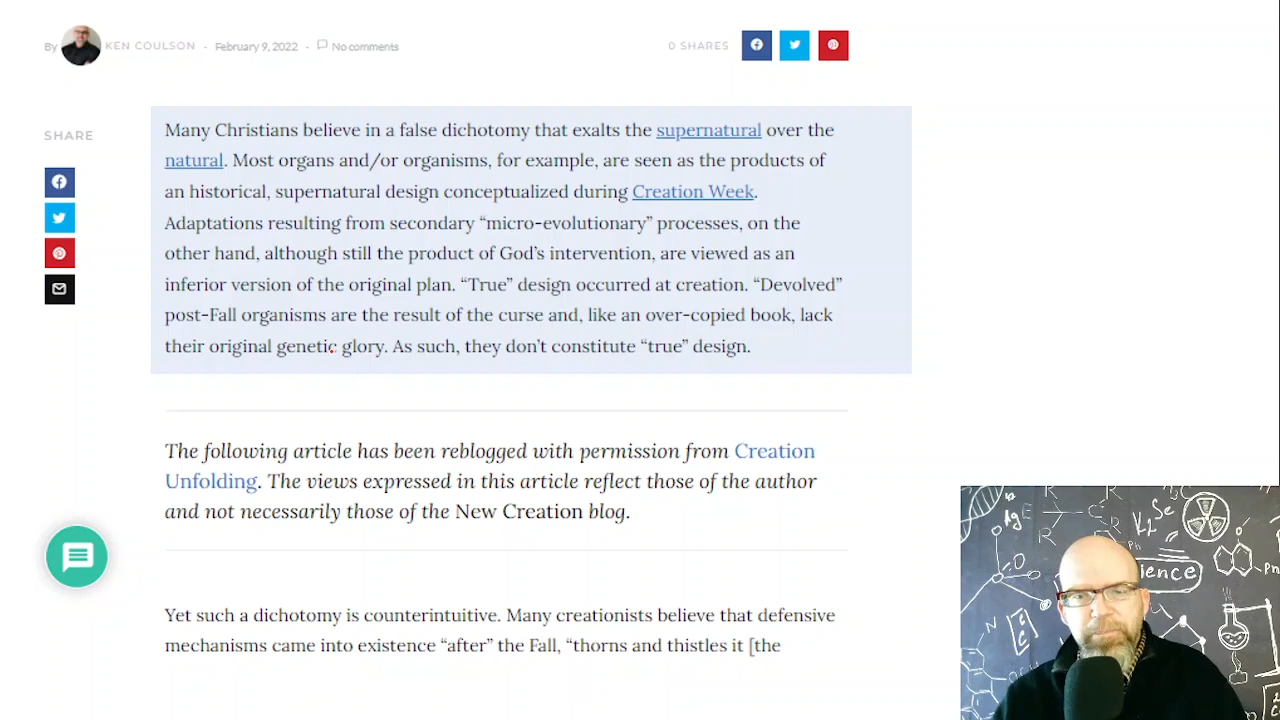 By KEN COULSON - February 9, 2022 - No comments
0 SHARES
SHARE
Many Christians believe in a false dichotomy that exalts the supernatural over the
natural. Most organs and/or organisms, for example, are seen as the products of
an historical, supernatural design conceptualized during Creation Week.
Adaptations resulting from secondary “micro-evolutionary” processes, on the
other hand, although still the product of God’s intervention, are viewed as an
inferior version of the original plan. “True” design occurred at creation. “Devolved”
post-Fall organisms are the result of the curse and, like an over-copied book, lack
their original genetic glory. As such, they don’t constitute “true” design.
The following article has been reblogged with permission from Creation
Unfolding. The views expressed in this article reflect those of the author
and not necessarily those of the New Creation blog.
Yet such a dichotomy is counterintuitive. Many creationists believe that defensive
mechanisms came into existence “after” the Fall, “thorns and thistles it [the
Se
Ag
R
R
C
R
Ph
ience
O
N